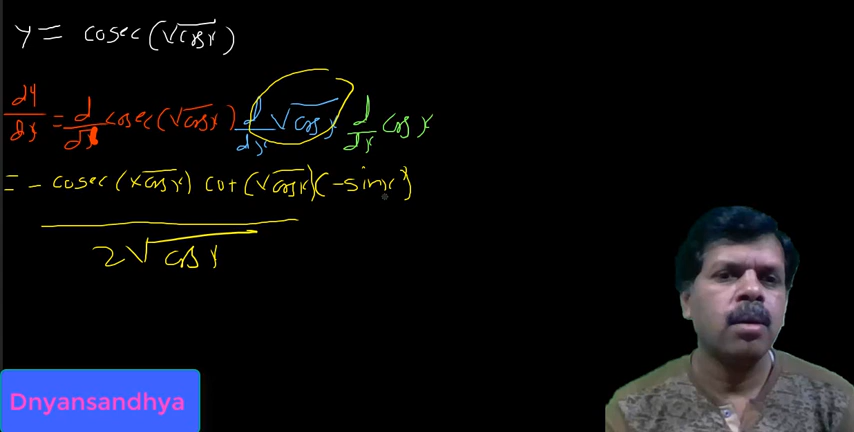 y = cosec(√cosx)
dy/dx = d/dx cosec(√cosx) d/dx √cosx d/dx cosx
= - cosec(√cosx) cot(√cosx)(-sinx)
2√cosx
Dnyansandhya